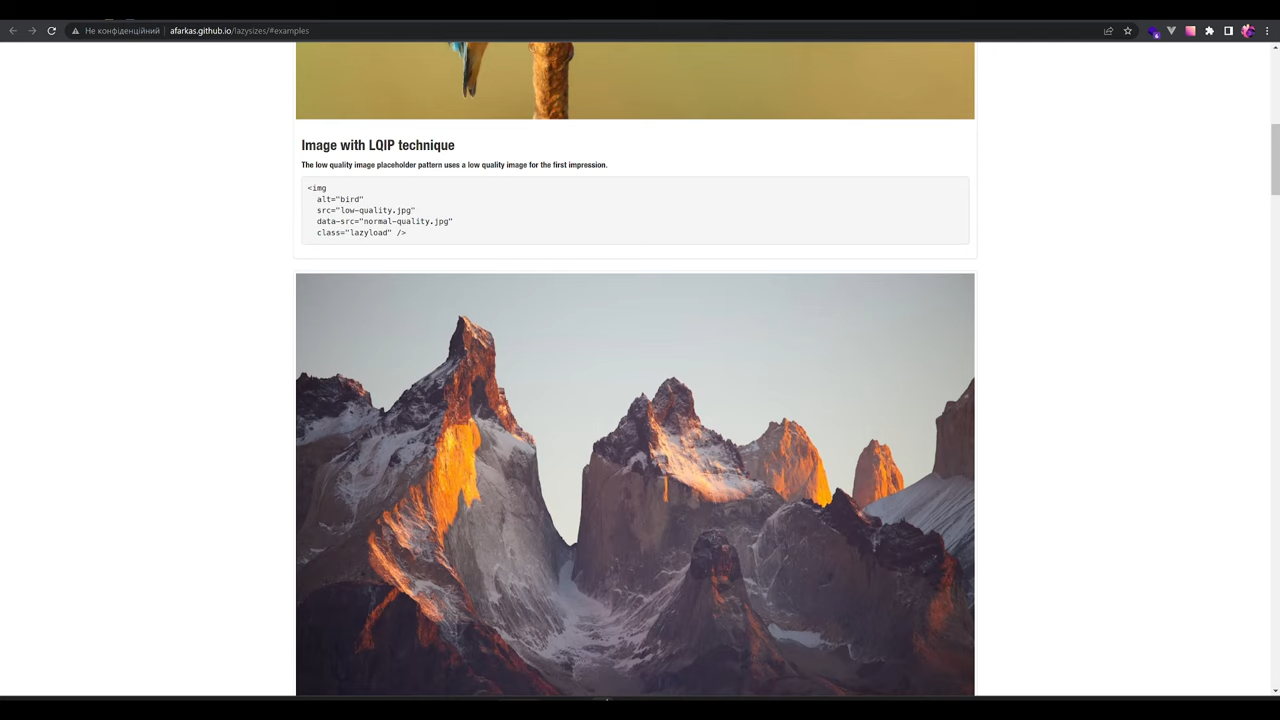 Не конфіденційний
afarkas.github.io/lazysizes/#examples
Image with LQIP technique
The low quality image placeholder pattern uses a low quality image for the first impression.
<img
alt="bird"
src="low-quality.jpg"
data-src="normal-quality.jpg"
class="lazyload" />